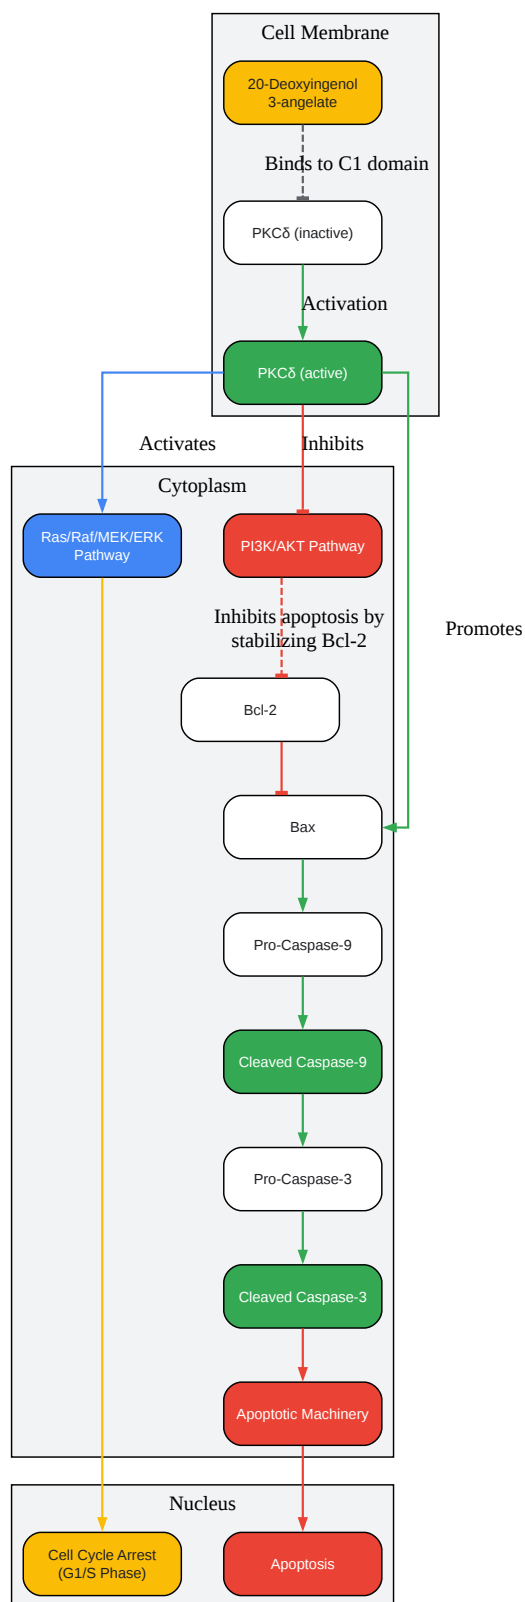 Cell Membrane
20-Deoxyingenol
3-angelate
Binds to C1 domain
PKCδ (inactive)
Activation
PKCδ (active)
Activates
Inhibits
Cytoplasm
Ras/Raf/MEK/ERK
Pathway
PI3K/AKT Pathway
Inhibits apoptosis by
stabilizing Bcl-2
Promotes
Bcl-2
Bax
Pro-Caspase-9
Cleaved Caspase-9
Pro-Caspase-3
Cleaved Caspase-3
Apoptotic Machinery
Nucleus
Cell Cycle Arrest
(G1/S Phase)
Apoptosis